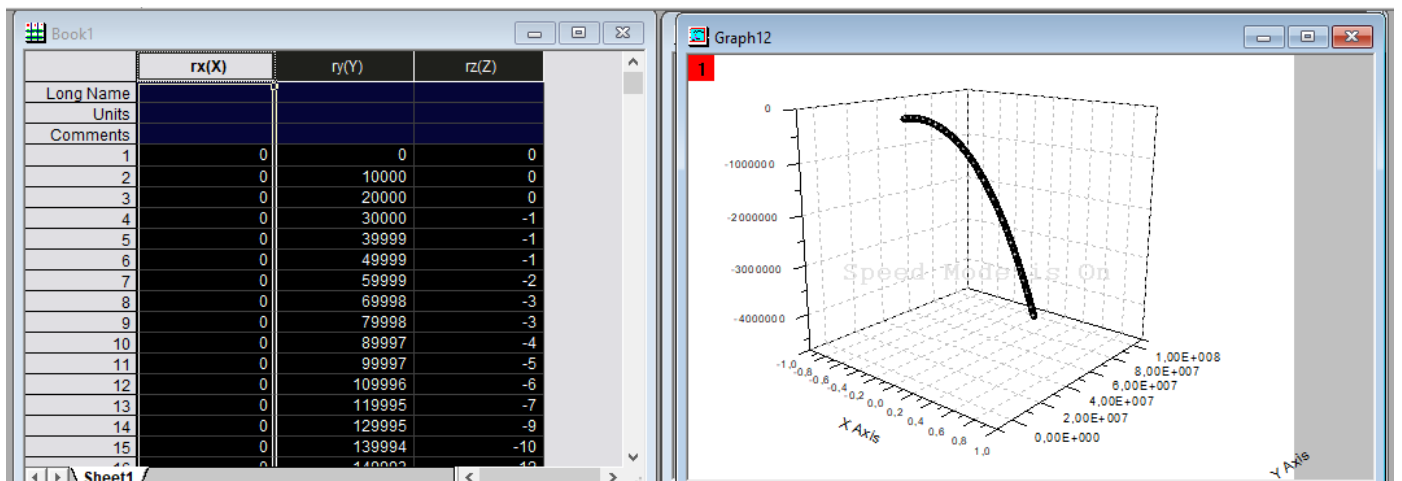 Book1
rx(X) ry(Y) rz(Z)
Long Name
Units
Comments
1 0 0 0
2 0 10000 0
3 0 20000 0
4 0 30000 -1
5 0 39999 -1
6 0 49999 -1
7 0 59999 -2
8 0 69998 -3
9 0 79998 -3
10 0 89997 -4
11 0 99997 -5
12 0 109996 -6
13 0 119995 -7
14 0 129995 -9
15 0 139994 -10
Sheet1
Graph12
1
0
-1000000
-2000000
-3000000
-4000000
Speed Mode is On
-1,0
-0,8
-0,6
-0,4
-0,2
0,0
0,2
0,4
0,6
0,8
1,0
X Axis
0,00E+000
2,00E+007
4,00E+007
6,00E+007
8,00E+007
1,00E+008
Y Axis